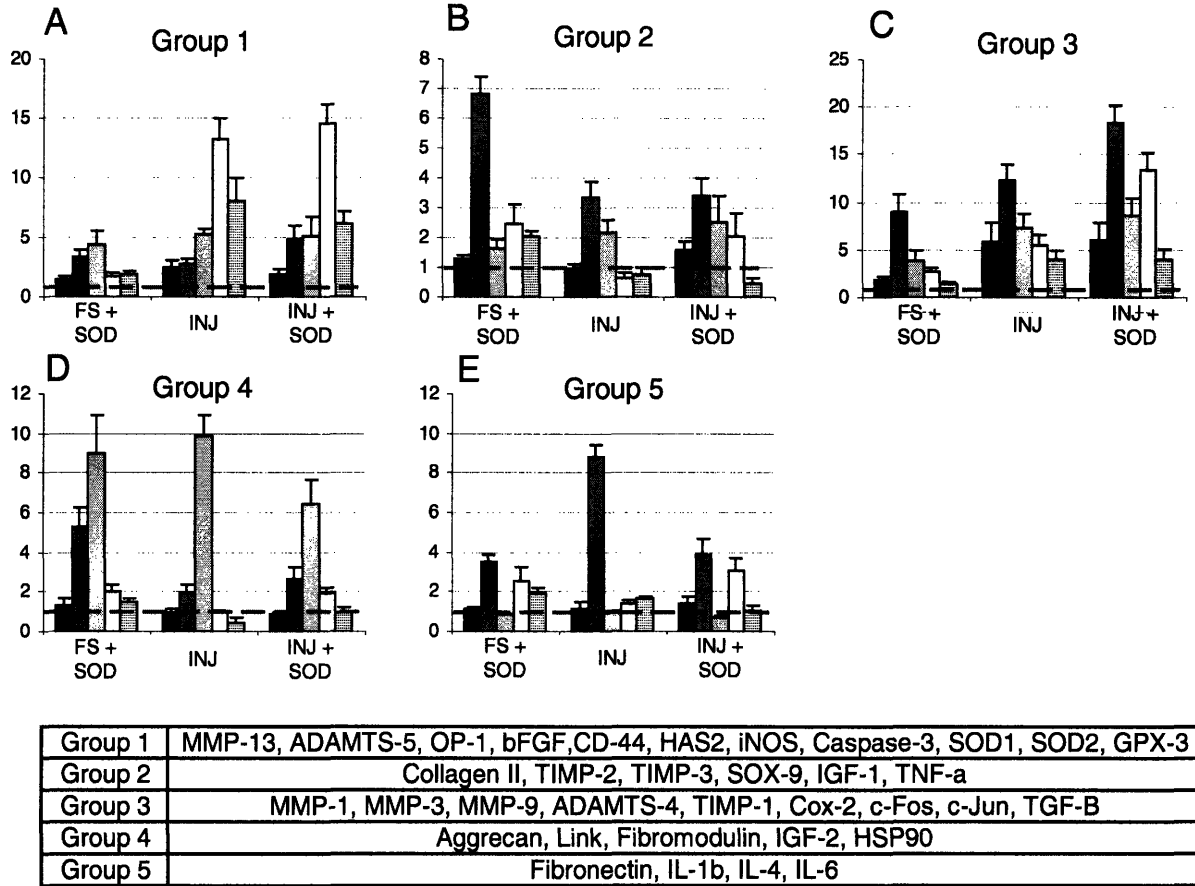 A
Group 1
20
15
10
5
0
FS +
SOD
INJ
INJ +
SOD
B
Group 2
8
7
6
5
4
3
2
1
0
FS +
SOD
INJ
INJ +
SOD
C
Group 3
25
20
15
10
5
0
FS +
SOD
INJ
INJ +
SOD
D
Group 4
12
10
8
6
4
2
0
FS +
SOD
INJ
INJ +
SOD
E
Group 5
12
10
8
6
4
2
0
FS +
SOD
INJ
INJ +
SOD
Group 1 MMP-13, ADAMTS-5, OP-1, bFGF,CD-44, HAS2, iNOS, Caspase-3, SOD1, SOD2, GPX-3
Group 2 Collagen II, TIMP-2, TIMP-3, SOX-9, IGF-1, TNF-a
Group 3 MMP-1, MMP-3, MMP-9, ADAMTS-4, TIMP-1, Cox-2, c-Fos, c-Jun, TGF-B
Group 4 Aggrecan, Link, Fibromodulin, IGF-2, HSP90
Group 5 Fibronectin, IL-1b, IL-4, IL-6